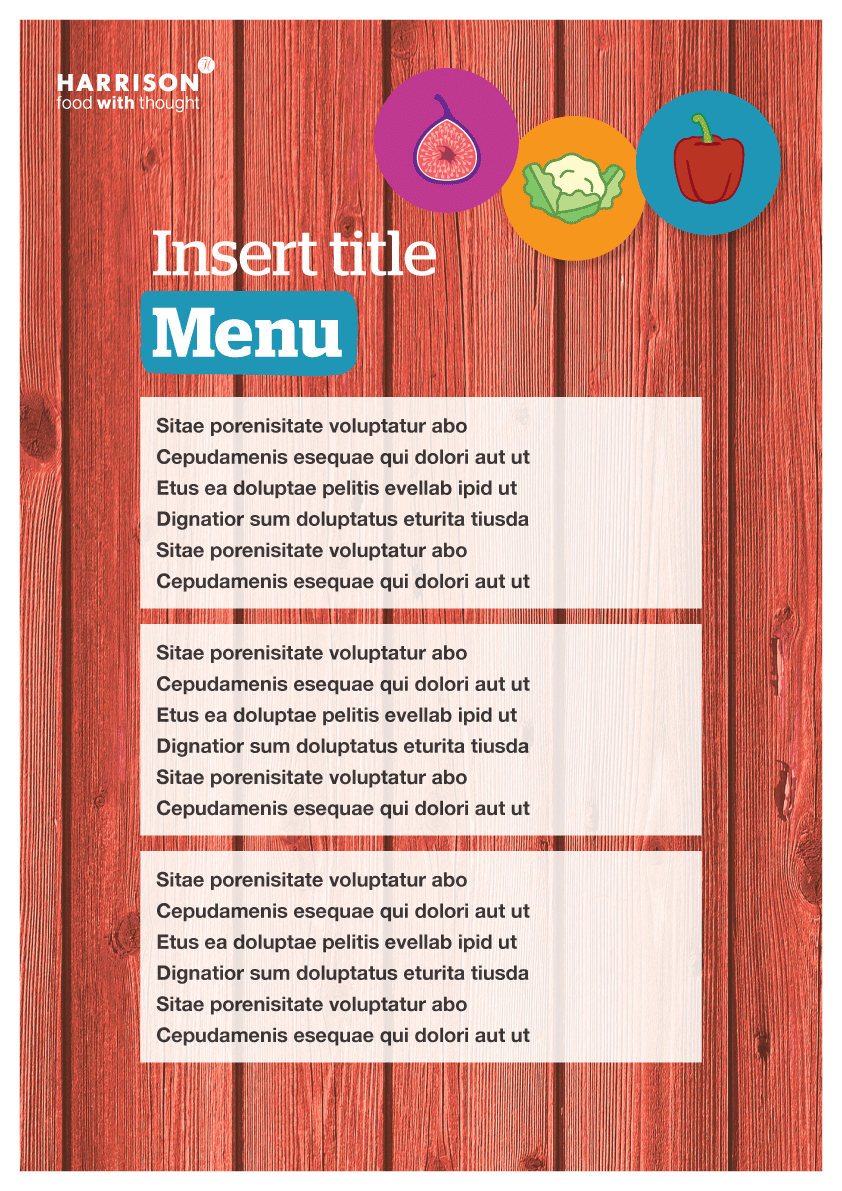 HARRISON
food with thought
Insert title
Menu
Sitae porenisitate voluptatur abo
Cepudamenis esequae qui dolori aut ut
Etus ea doluptae pelitis evellab ipid ut
Dignatior sum doluptatus eturita tiusda
Sitae porenisitate voluptatur abo
Cepudamenis esequae qui dolori aut ut
Sitae porenisitate voluptatur abo
Cepudamenis esequae qui dolori aut ut
Etus ea doluptae pelitis evellab ipid ut
Dignatior sum doluptatus eturita tiusda
Sitae porenisitate voluptatur abo
Cepudamenis esequae qui dolori aut ut
Sitae porenisitate voluptatur abo
Cepudamenis esequae qui dolori aut ut
Etus ea doluptae pelitis evellab ipid ut
Dignatior sum doluptatus eturita tiusda
Sitae porenisitate voluptatur abo
Cepudamenis esequae qui dolori aut ut